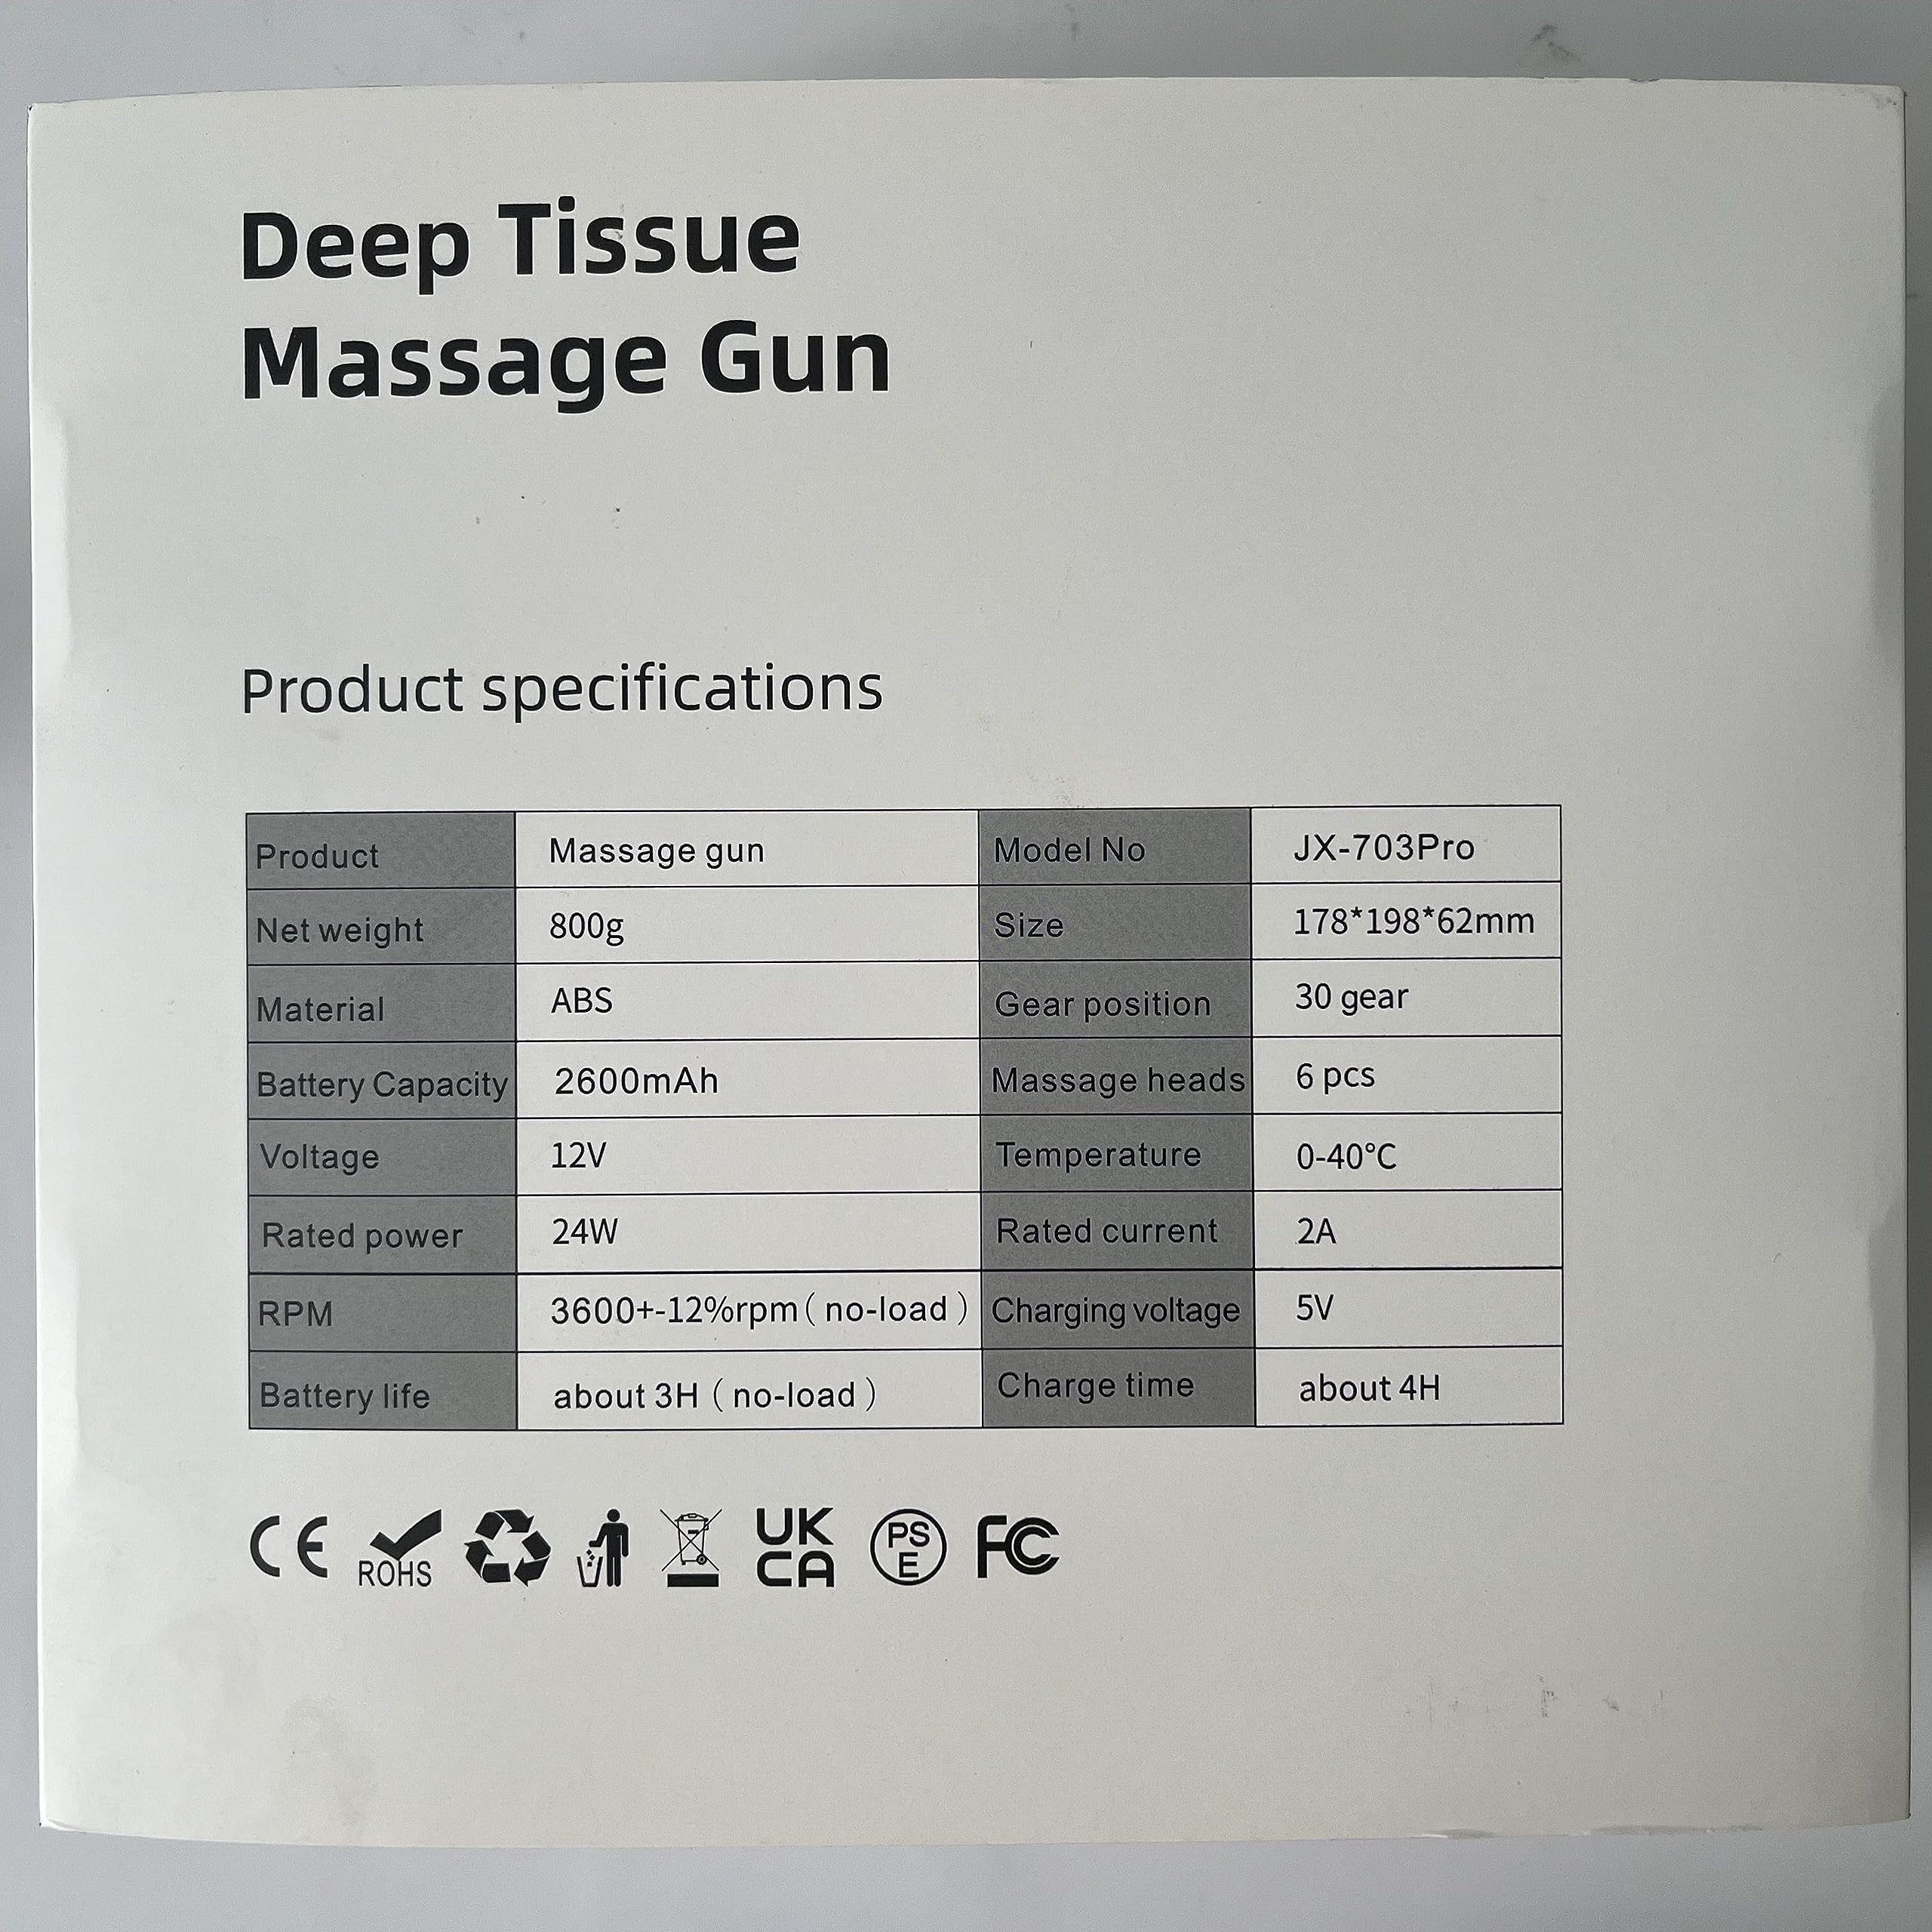 Deep Tissue
Massage Gun
Product specifications
Product Massage gun Model No JX-703Pro
Net weight 800g Size 178*198*62mm
Material ABS Gear position 30 gear
Battery Capacity 2600mAh Massage heads 6 pcs
Voltage 12V Temperature 0-40°C
Rated power 24W Rated current 2A
RPM 3600+-12%rpm（no-load） Charging voltage 5V
Battery life about 3H（no-load） Charge time about 4H
CE ROHS UK CA PS E FC